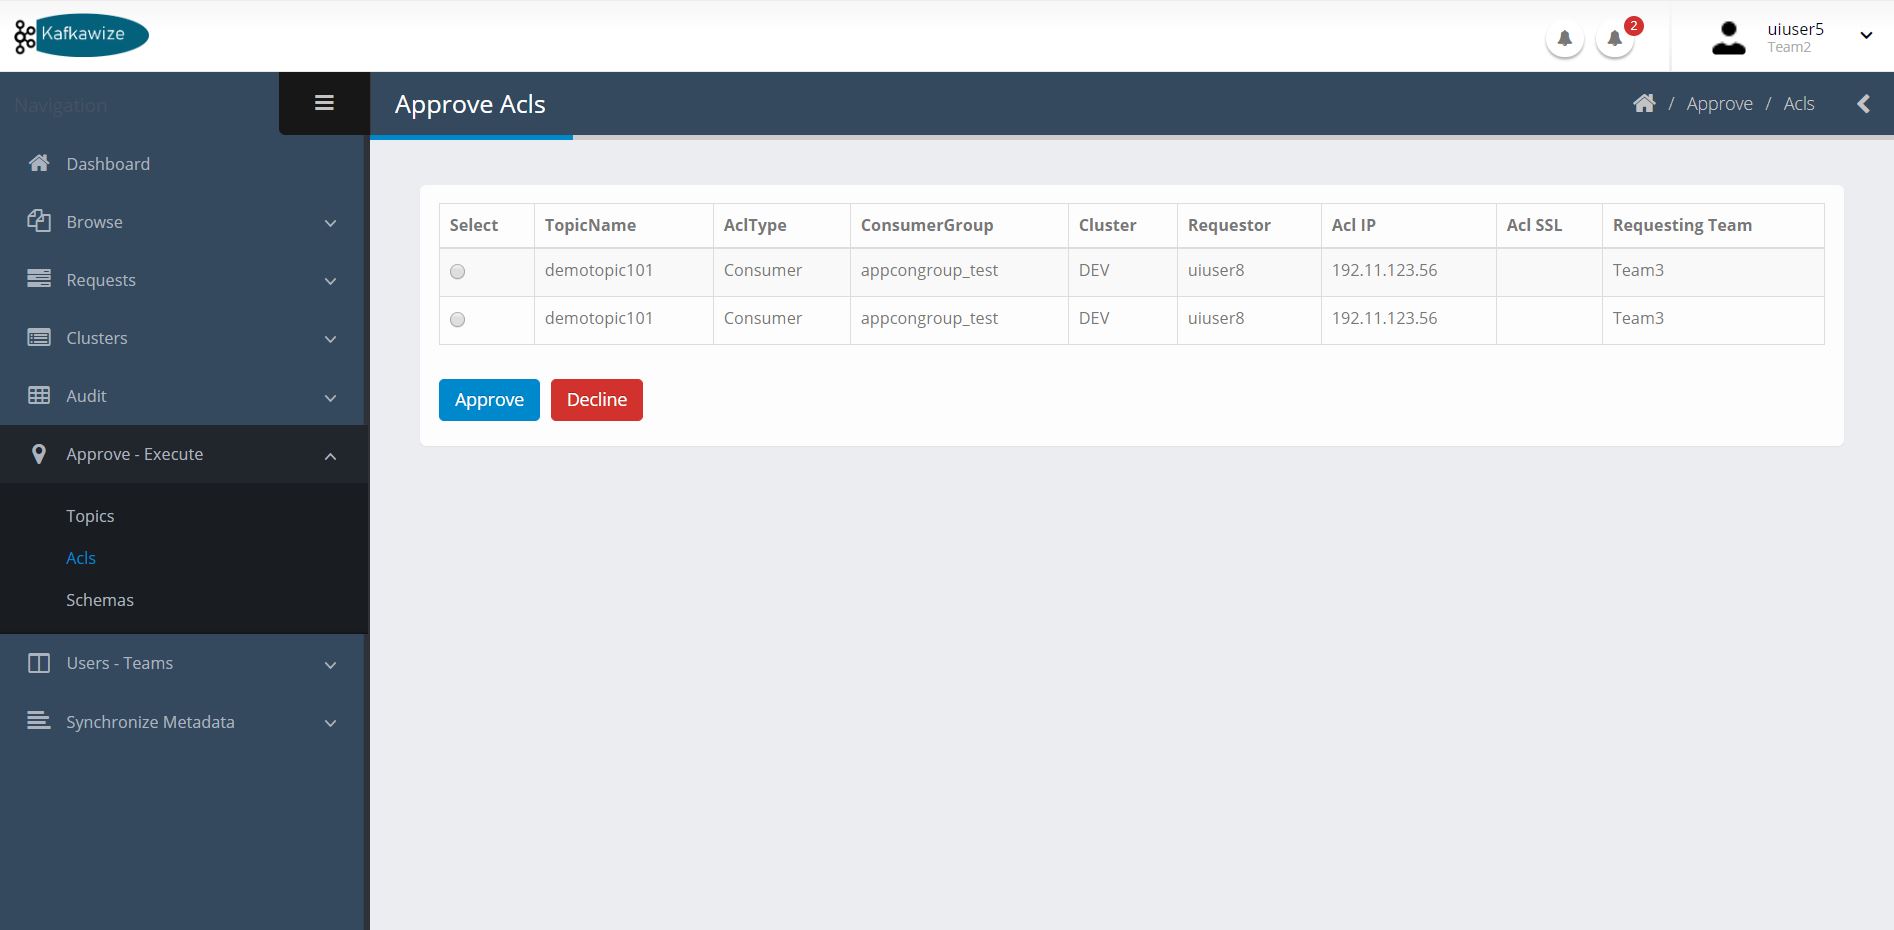 Kafkawize
2
uiuser5
Team2
Navigation
Approve Acls
/ Approve / Acls
Dashboard
Browse
Requests
Clusters
Audit
Approve - Execute
Topics
Acls
Schemas
Users - Teams
Synchronize Metadata
Select TopicName AclType ConsumerGroup Cluster Requestor Acl IP Acl SSL Requesting Team
demotopic101 Consumer appcongroup_test DEV uiuser8 192.11.123.56 Team3
demotopic101 Consumer appcongroup_test DEV uiuser8 192.11.123.56 Team3
Approve Decline